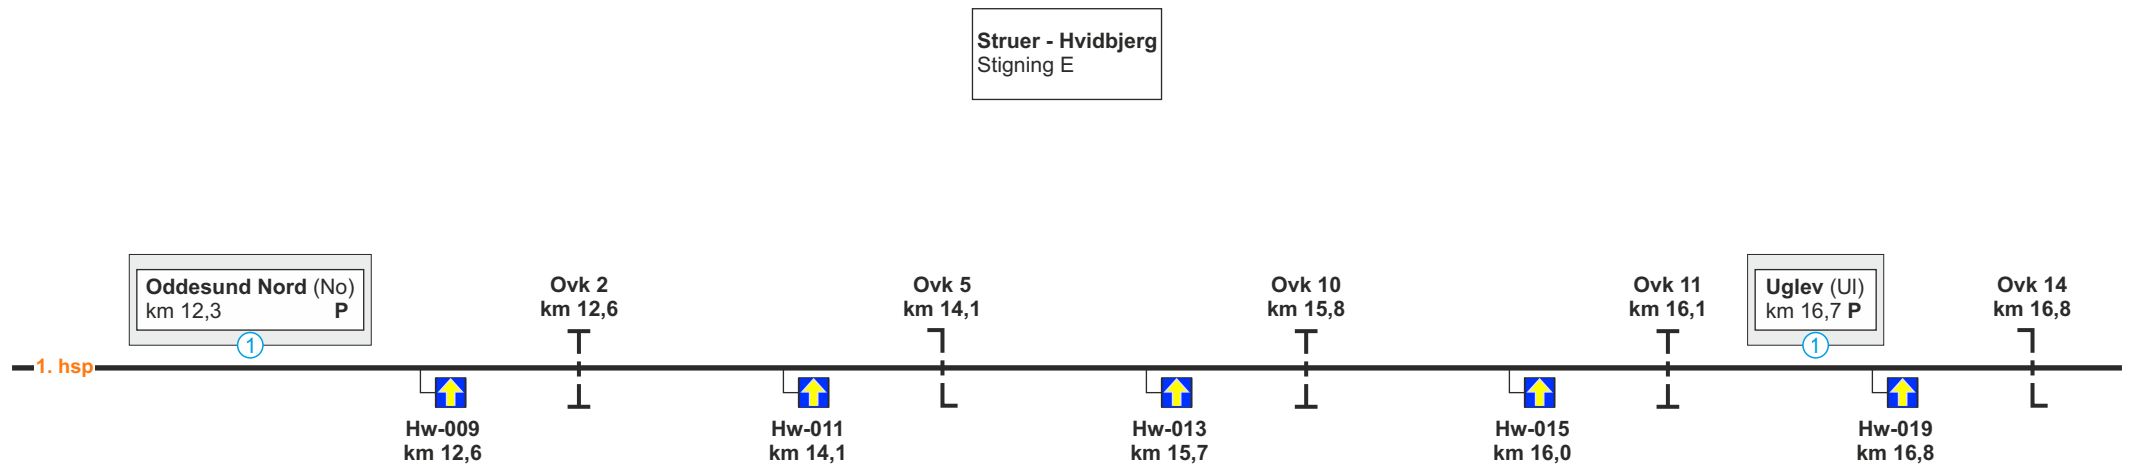 Struer - Hvidbjerg
Stigning E
Oddesund Nord (No)
km 12,3 P
1
Ovk 2
km 12,6
Ovk 5
km 14,1
Ovk 10
km 15,8
Ovk 11
km 16,1
Uglev (Ul)
km 16,7 P
1
Ovk 14
km 16,8
1. hsp
Hw-009
km 12,6
Hw-011
km 14,1
Hw-013
km 15,7
Hw-015
km 16,0
Hw-019
km 16,8